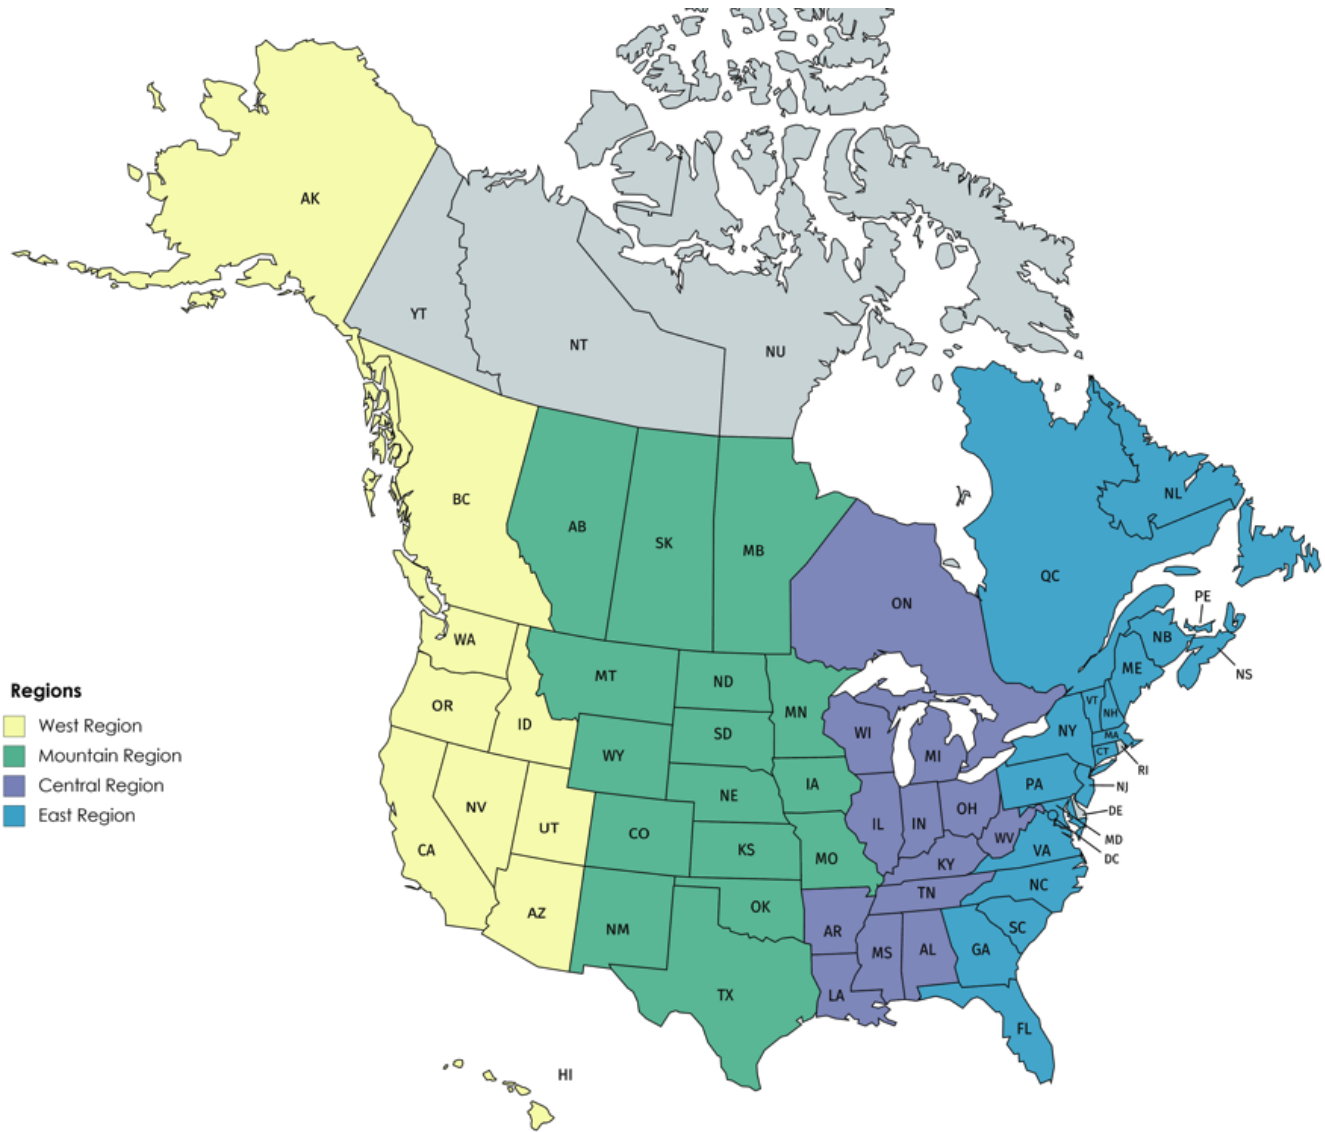 AK
YT
NT
NU
BC
AB
SK
MB
ON
QC
NL
PE
NB
NS
ME
WA
MT
ND
MN
OR
ID
SD
WI
MI
NY
VT
NH
MA
CT
RI
WY
IA
NE
PA
NJ
NV
UT
CO
KS
MO
IL
IN
OH
WV
KY
VA
DE
MD
DC
CA
AZ
NM
OK
AR
TN
NC
SC
MS
AL
GA
TX
LA
FL
HI
Regions
West Region
Mountain Region
Central Region
East Region